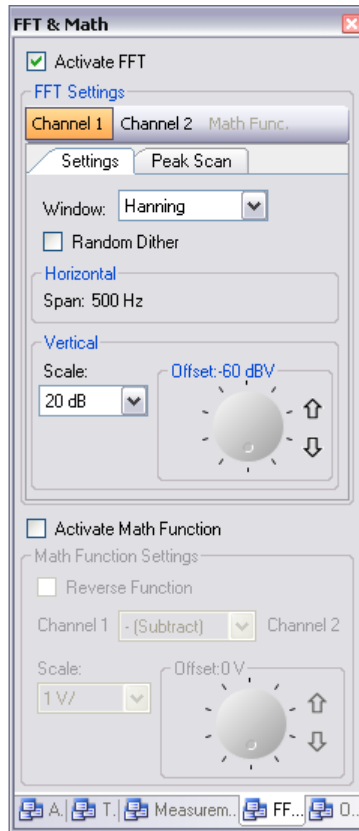 FFT & Math
Activate FFT
FFT Settings
Channel 1 Channel 2 Math Func.
Settings Peak Scan
Window: Hanning
Random Dither
Horizontal
Span: 500 Hz
Vertical
Scale: Offset:-60 dBV
20 dB
Activate Math Function
Math Function Settings
Reverse Function
Channel 1 - (Subtract) Channel 2
Scale: Offset:0 V
1 V/
A. T. Measurem.. FF... O..